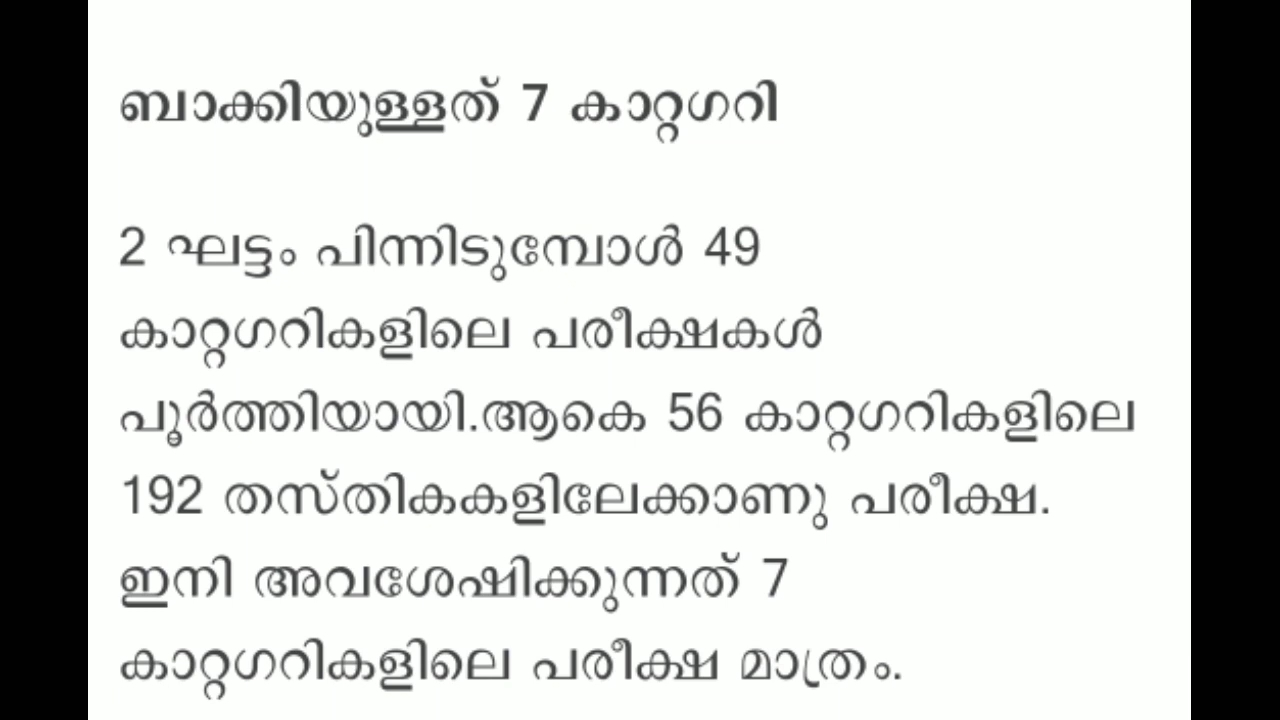 ബാക്കിയുള്ളത് 7 കാറ്റഗറി
2 ഘട്ടം പിന്നിടുമ്പോൾ 49
കാറ്റഗറികളിലെ പരീക്ഷകൾ
പൂർത്തിയായി.ആകെ 56 കാറ്റഗറികളിലെ
192 തസ്തികകളിലേക്കാണു പരീക്ഷ.
ഇനി അവശേഷിക്കുന്നത് 7
കാറ്റഗറികളിലെ പരീക്ഷ മാത്രം.